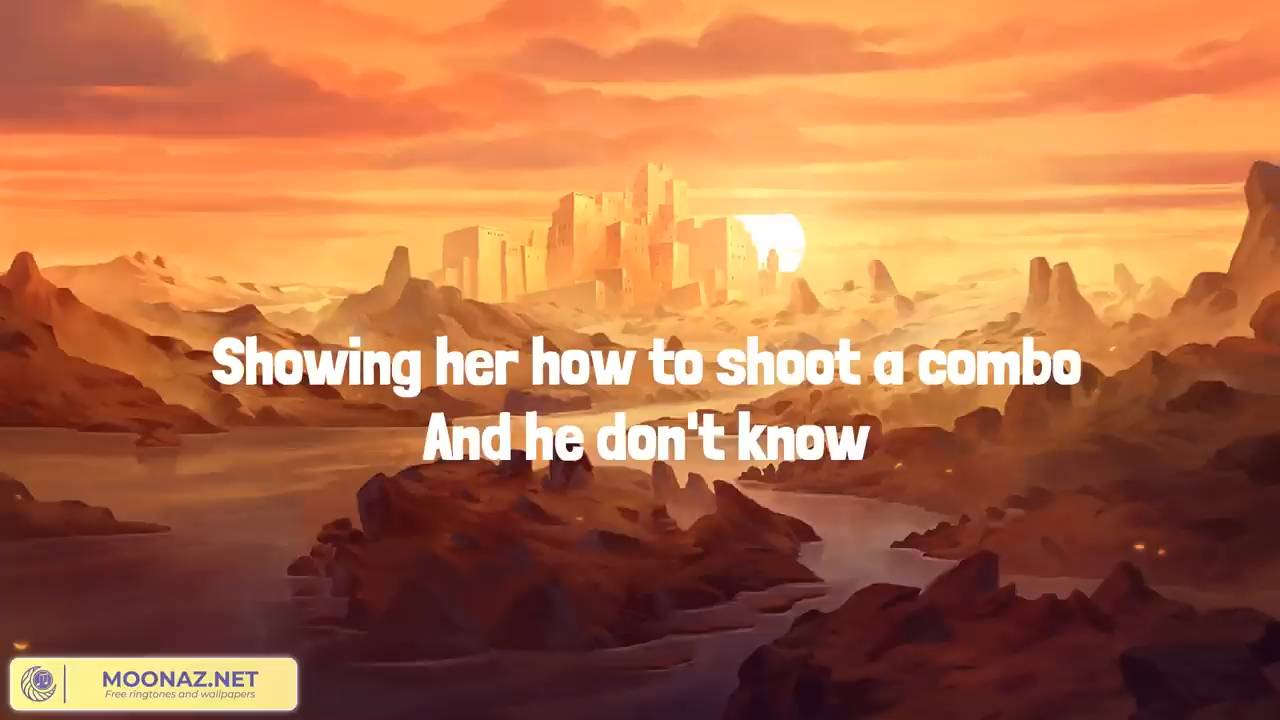 Showing her how to shoot a combo
And he don't know
MOONAZ.NET
Free ringtones and wallpapers